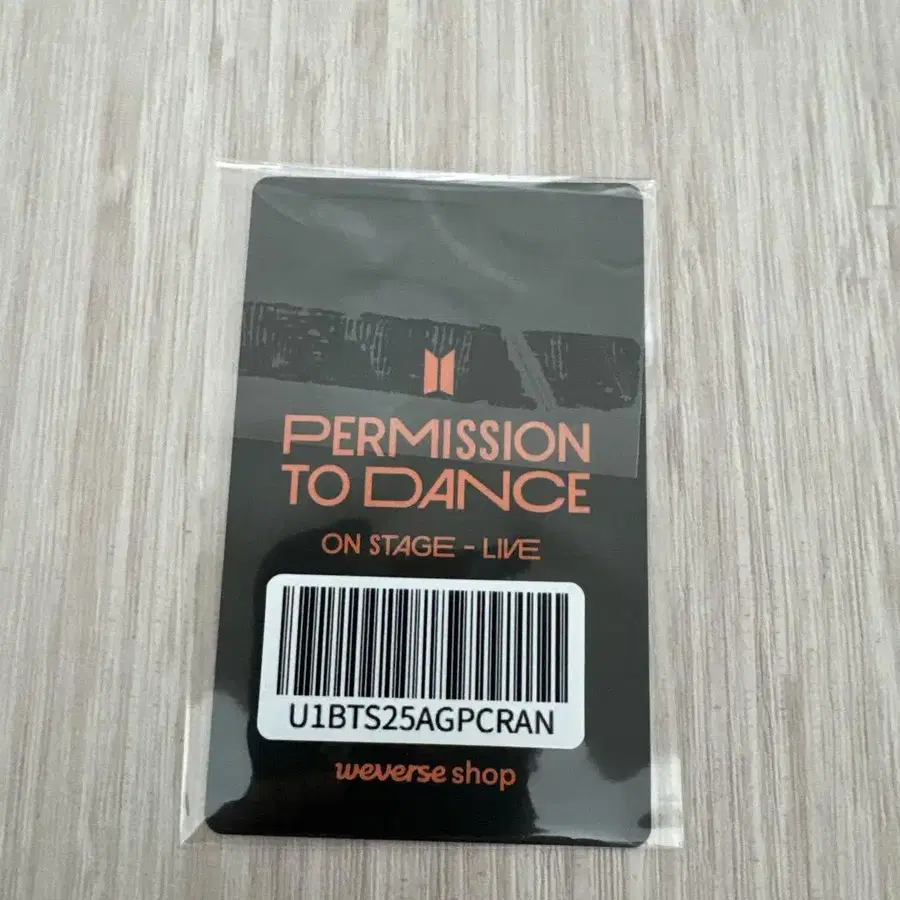 PERMISSION
TO DANCE
ON STAGE - LIVE
U1BTS25AGPCRAN
weverse shop